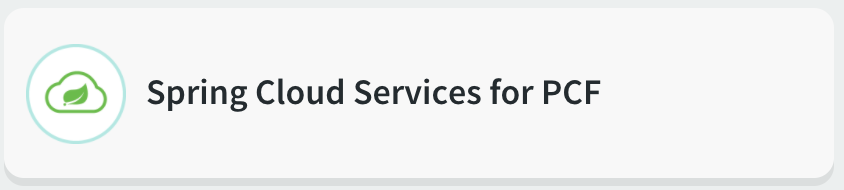 Spring Cloud Services for PCF